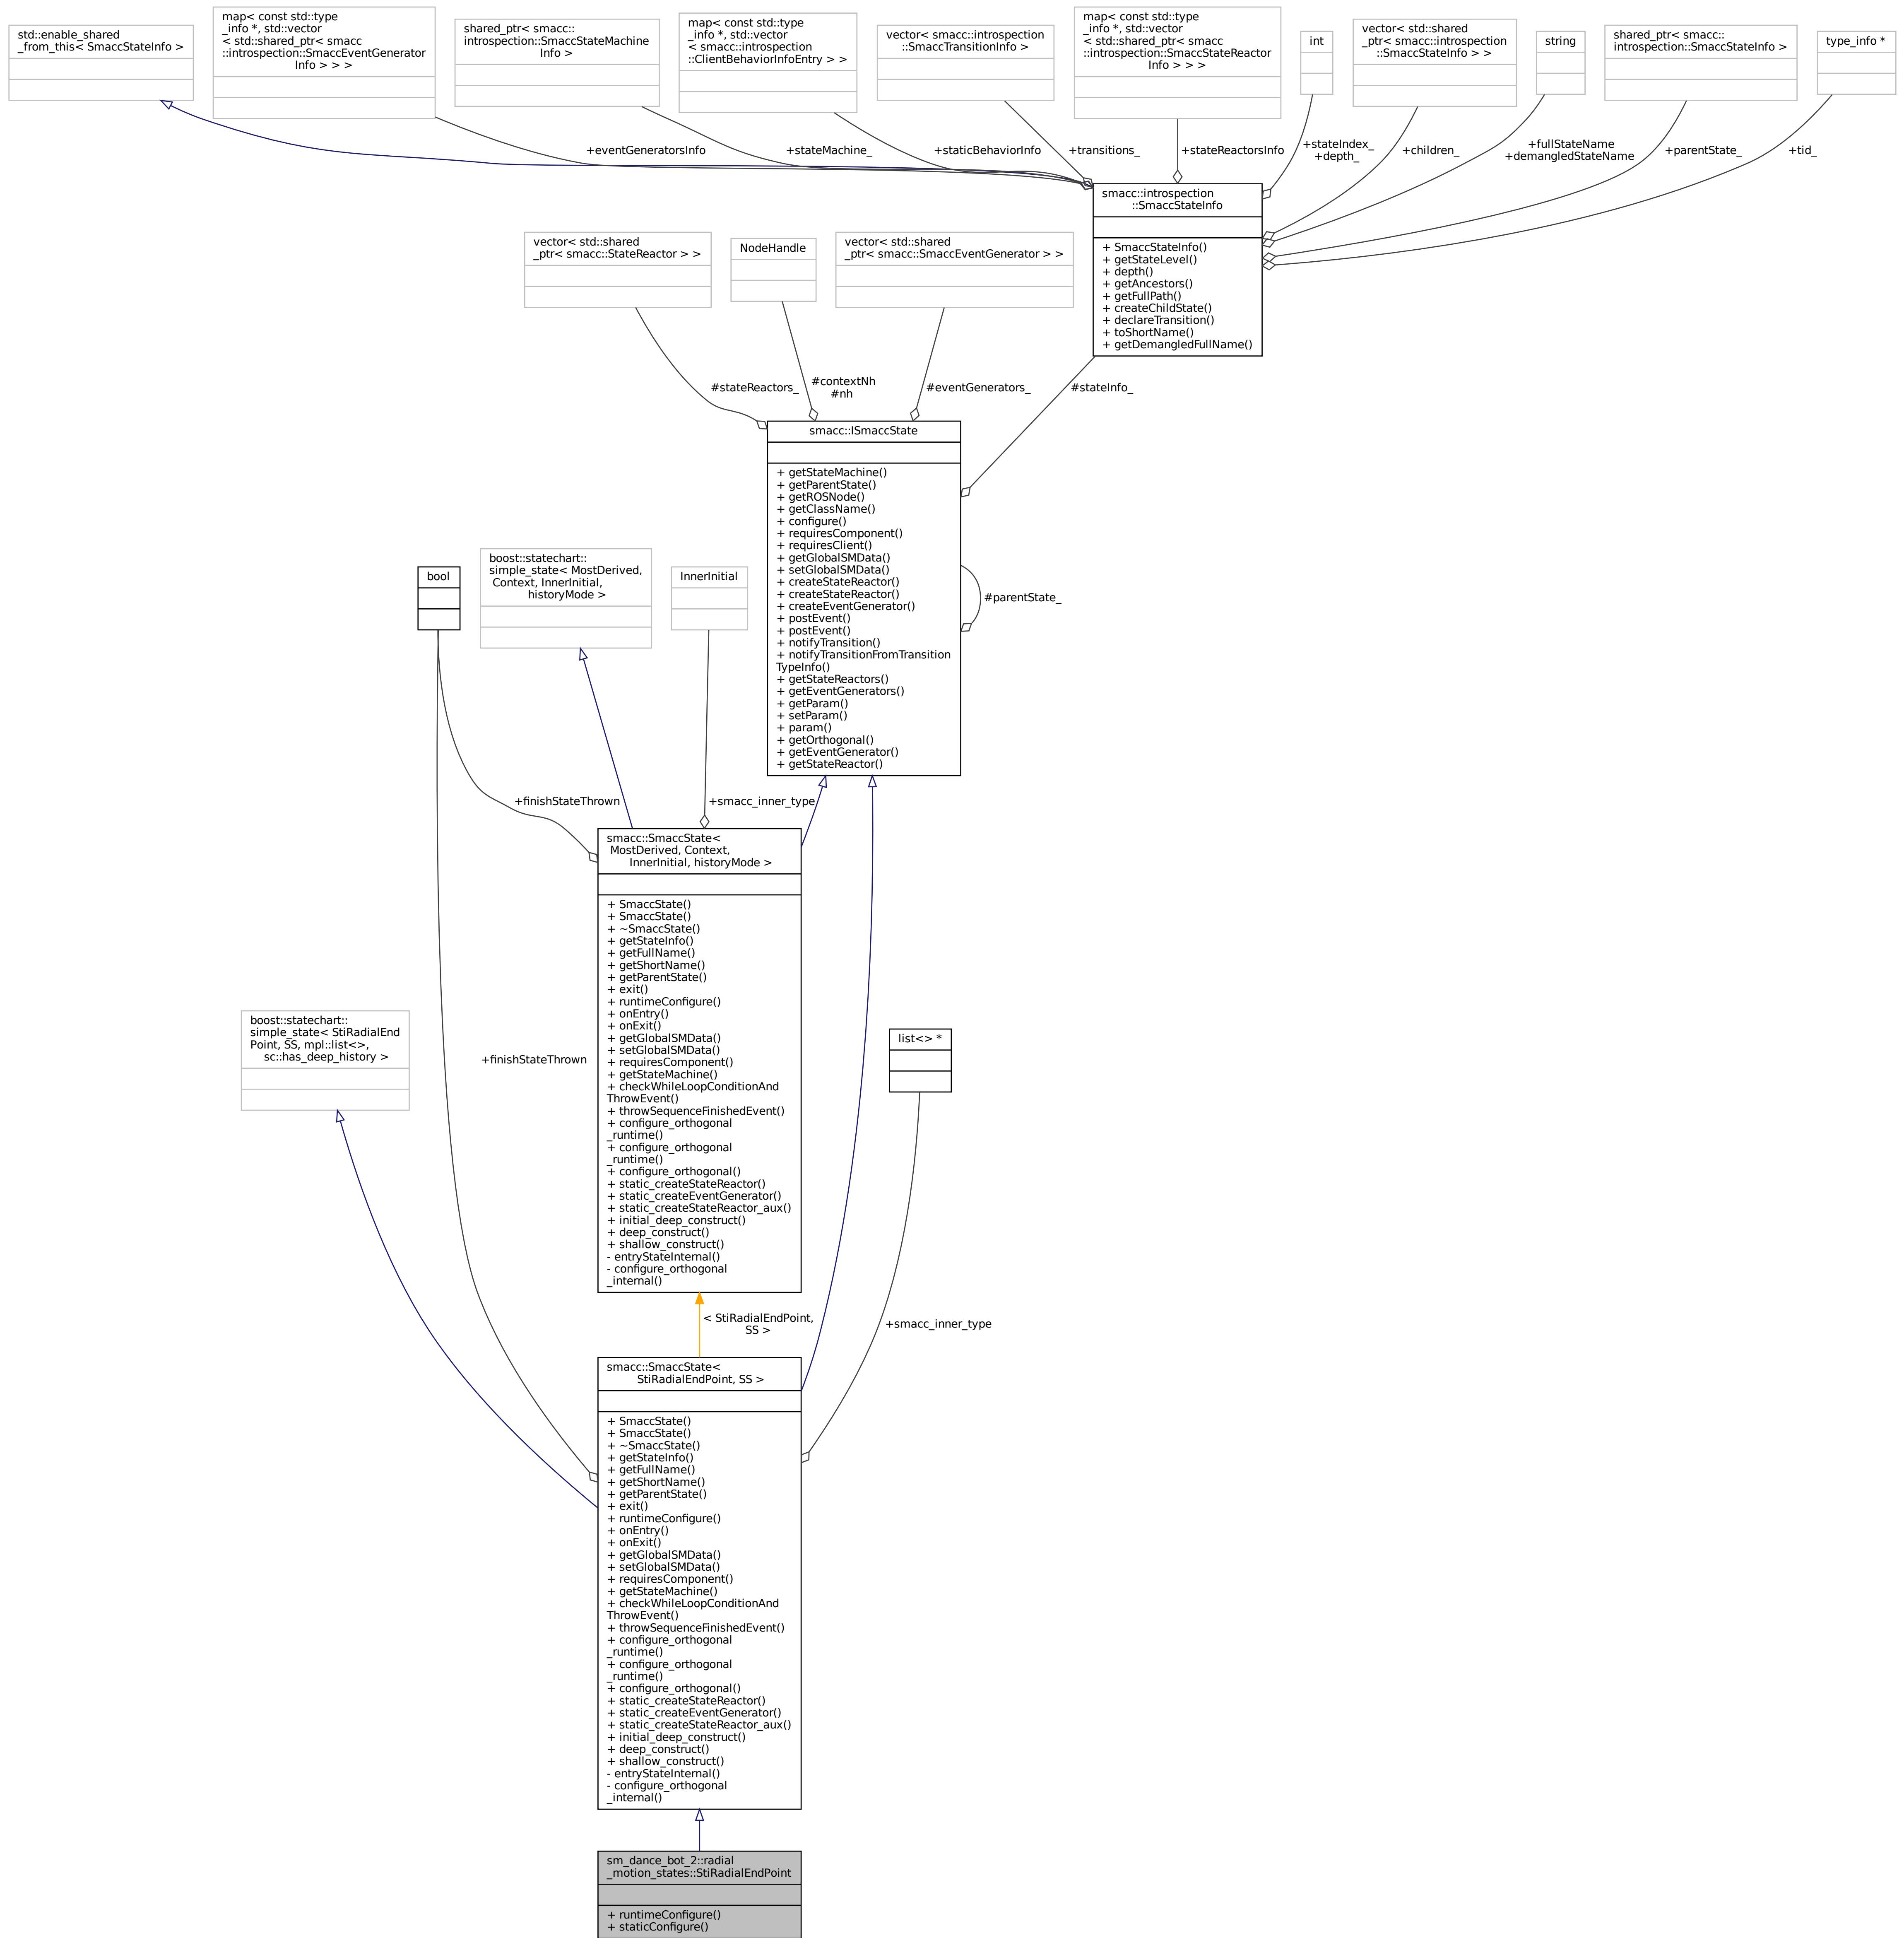 std::enable_shared
_from_this< SmaccStateInfo >
map< const std::type
_info *, std::vector
< std::shared_ptr< smacc
::introspection::SmaccEventGenerator
Info > > >
shared_ptr< smacc::
introspection::SmaccStateMachine
Info >
map< const std::type
_info *, std::vector
< smacc::introspection
::ClientBehaviorInfoEntry > >
vector< smacc::introspection
::SmaccTransitionInfo >
map< const std::type
_info *, std::vector
< std::shared_ptr< smacc
::introspection::SmaccStateReactor
Info > > >
int
vector< std::shared
_ptr< smacc::introspection
::SmaccStateInfo > >
string
shared_ptr< smacc::
introspection::SmaccStateInfo >
type_info *
+eventGeneratorsInfo
+stateMachine_
+staticBehaviorInfo
+transitions_
+stateReactorsInfo
+stateIndex_
+depth_
+children_
+fullStateName
+demangledStateName
+parentState_
+tid_
smacc::introspection
::SmaccStateInfo
+ SmaccStateInfo()
+ getStateLevel()
+ depth()
+ getAncestors()
+ getFullPath()
+ createChildState()
+ declareTransition()
+ toShortName()
+ getDemangledFullName()
vector< std::shared
_ptr< smacc::StateReactor > >
NodeHandle
vector< std::shared
_ptr< smacc::SmaccEventGenerator > >
#stateReactors_
#contextNh
#nh
#eventGenerators_
#stateInfo_
smacc::ISmaccState
+ getStateMachine()
+ getParentState()
+ getROSNode()
+ getClassName()
+ configure()
+ requiresComponent()
+ requiresClient()
+ getGlobalSMData()
+ setGlobalSMData()
+ createStateReactor()
+ createStateReactor()
+ createEventGenerator()
+ postEvent()
+ postEvent()
+ notifyTransition()
+ notifyTransitionFromTransition
TypeInfo()
+ getStateReactors()
+ getEventGenerators()
+ getParam()
+ setParam()
+ param()
+ getOrthogonal()
+ getEventGenerator()
+ getStateReactor()
#parentState_
bool
boost::statechart::
simple_state< MostDerived,
Context, InnerInitial,
historyMode >
InnerInitial
+finishStateThrown
+smacc_inner_type
smacc::SmaccState<
MostDerived, Context,
InnerInitial, historyMode >
+ SmaccState()
+ SmaccState()
+ ~SmaccState()
+ getStateInfo()
+ getFullName()
+ getShortName()
+ getParentState()
+ exit()
+ runtimeConfigure()
+ onEntry()
+ onExit()
+ getGlobalSMData()
+ setGlobalSMData()
+ requiresComponent()
+ getStateMachine()
+ checkWhileLoopConditionAnd
ThrowEvent()
+ throwSequenceFinishedEvent()
+ configure_orthogonal
_runtime()
+ configure_orthogonal
_runtime()
+ configure_orthogonal()
+ static_createStateReactor()
+ static_createEventGenerator()
+ static_createStateReactor_aux()
+ initial_deep_construct()
+ deep_construct()
+ shallow_construct()
- entryStateInternal()
- configure_orthogonal
_internal()
boost::statechart::
simple_state< StiRadialEnd
Point, SS, mpl::list<>,
sc::has_deep_history >
+finishStateThrown
list<> *
< StiRadialEndPoint,
SS >
+smacc_inner_type
smacc::SmaccState<
StiRadialEndPoint, SS >
+ SmaccState()
+ SmaccState()
+ ~SmaccState()
+ getStateInfo()
+ getFullName()
+ getShortName()
+ getParentState()
+ exit()
+ runtimeConfigure()
+ onEntry()
+ onExit()
+ getGlobalSMData()
+ setGlobalSMData()
+ requiresComponent()
+ getStateMachine()
+ checkWhileLoopConditionAnd
ThrowEvent()
+ throwSequenceFinishedEvent()
+ configure_orthogonal
_runtime()
+ configure_orthogonal
_runtime()
+ configure_orthogonal()
+ static_createStateReactor()
+ static_createEventGenerator()
+ static_createStateReactor_aux()
+ initial_deep_construct()
+ deep_construct()
+ shallow_construct()
- entryStateInternal()
- configure_orthogonal
_internal()
sm_dance_bot_2::radial
_motion_states::StiRadialEndPoint
+ runtimeConfigure()
+ staticConfigure()